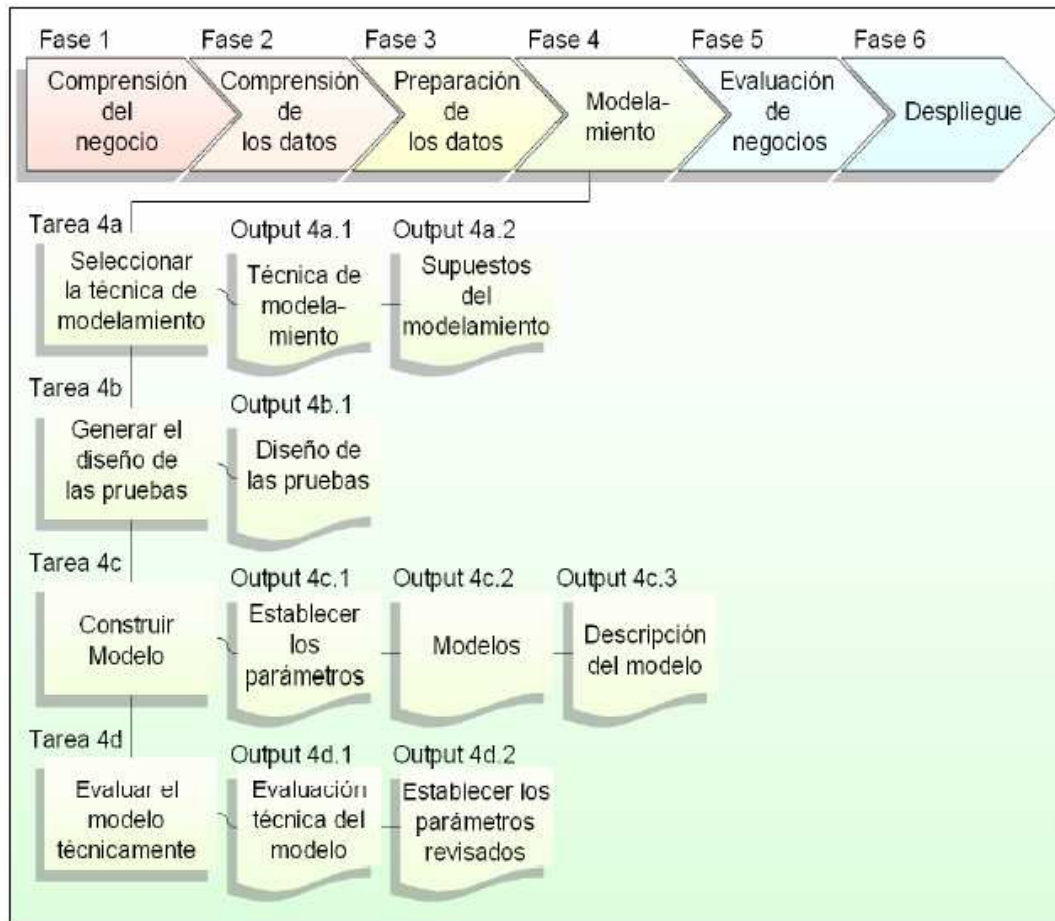 Fase 1
Fase 2
Fase 3
Fase 4
Fase 5
Fase 6
Comprensión
del
negocio
Comprensión
de
los datos
Preparación
de
los datos
Modela-
miento
Evaluación
de
negocios
Despliegue
Tarea 4a
Seleccionar
la técnica de
modelamiento
Output 4a.1
Técnica de
modela-
miento
Output 4a.2
Supuestos
del
modelamiento
Tarea 4b
Generar el
diseño de
las pruebas
Output 4b.1
Diseño de
las pruebas
Tarea 4c
Construir
Modelo
Output 4c.1
Establecer
los
parámetros
Output 4c.2
Modelos
Output 4c.3
Descripción
del modelo
Tarea 4d
Evaluar el
modelo
técnicamente
Output 4d.1
Evaluación
técnica del
modelo
Output 4d.2
Establecer los
parámetros
revisados